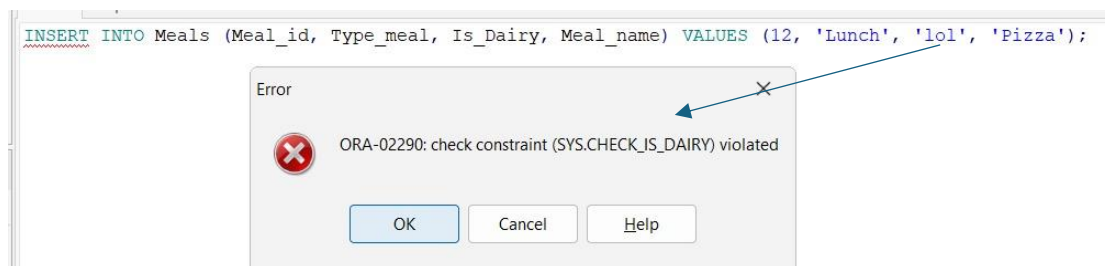 INSERT INTO Meals (Meal_id, Type_meal, Is_Dairy, Meal_name) VALUES (12, 'Lunch', 'lol', 'Pizza');
Error
ORA-02290: check constraint (SYS.CHECK_IS_DAIRY) violated
OK Cancel Help